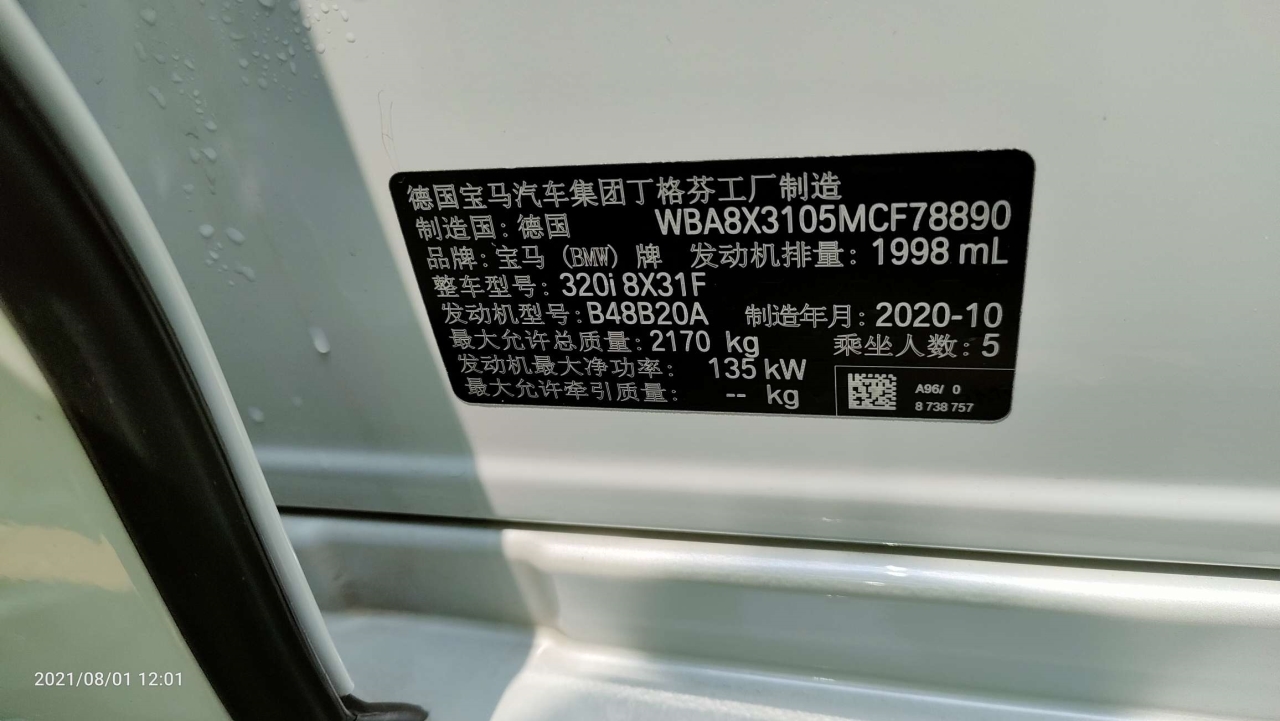 德国宝马汽车集团丁格芬工厂制造
制造国：德国 WBA8X3105MCF78890
品牌：宝马（BMW）牌 发动机排量：1998 mL
整车型号：320i 8X31F
发动机型号：B48B20A 制造年月：2020-10
最大允许总质量：2170 kg 乘坐人数：5
发动机最大净功率： 135 kW
最大允许牵引质量： -- kg
A96/ 0
8 738 757
2021/08/01 12:01